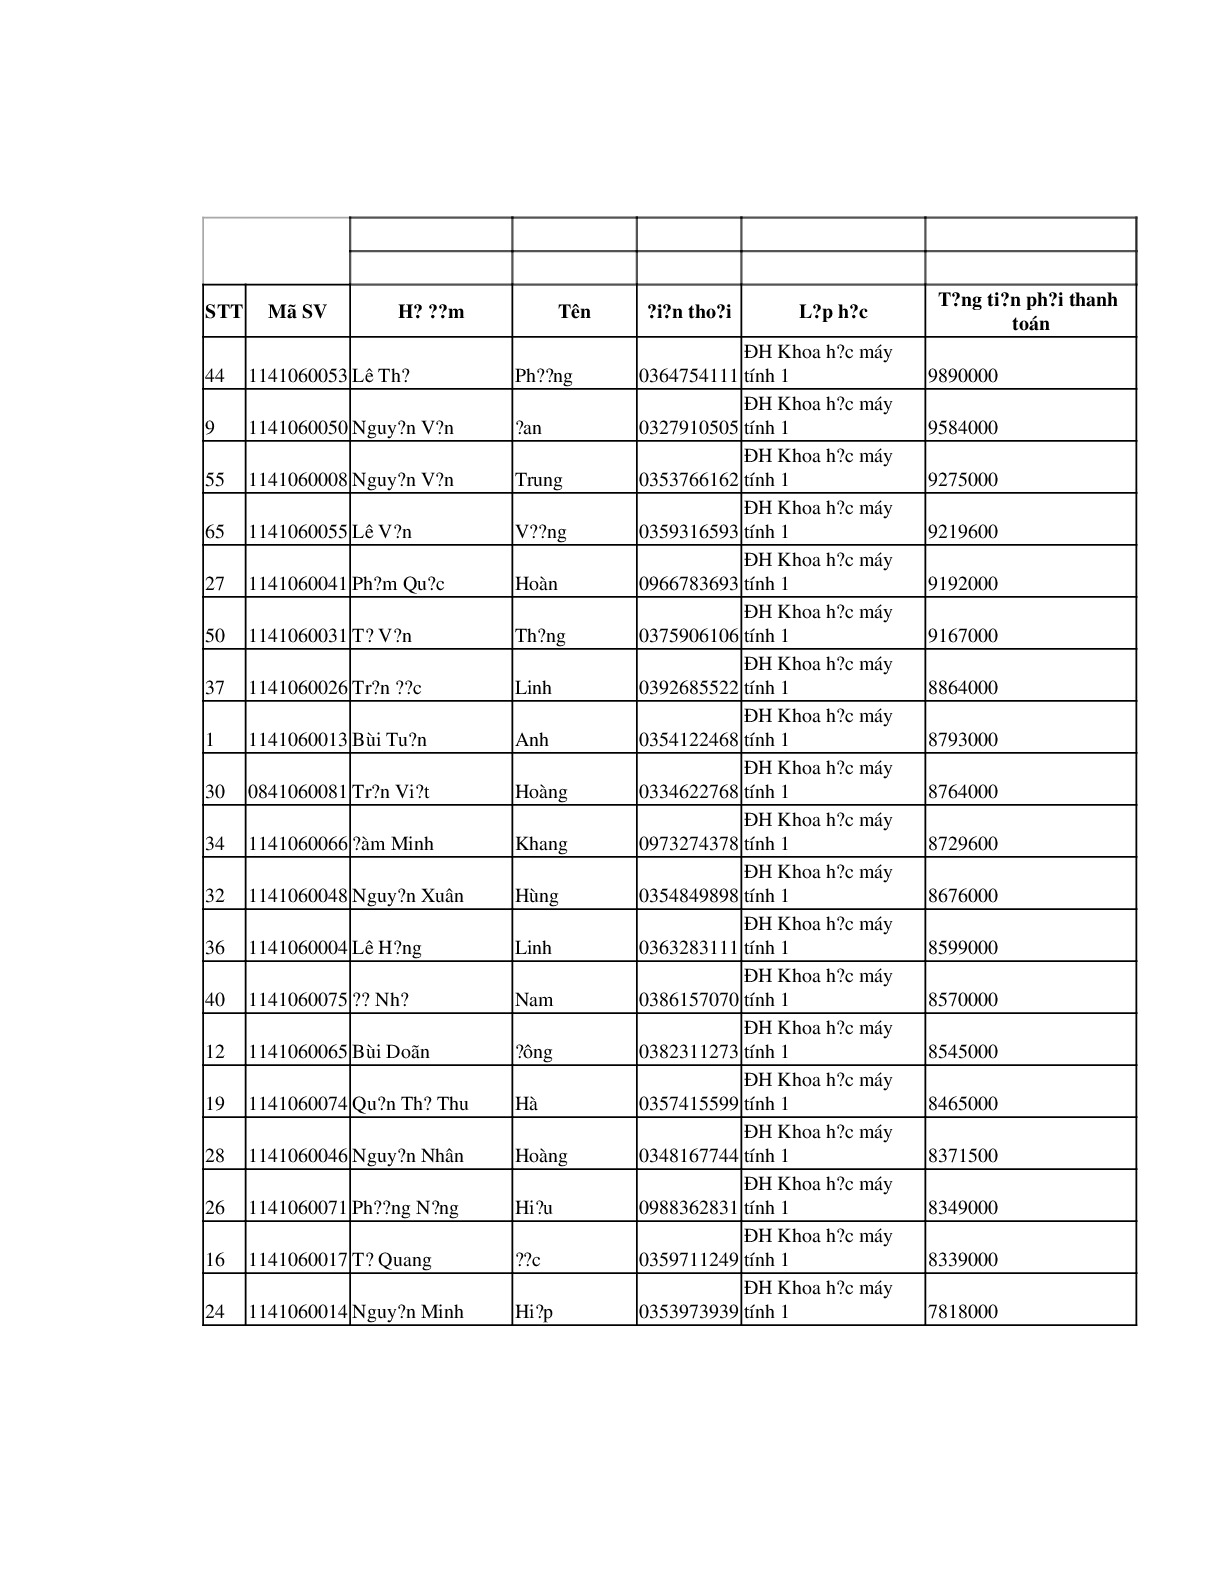 STT Mã SV H? ??m Tên ?i?n tho?i L?p h?c T?ng ti?n ph?i thanh
toán
ĐH Khoa h?c máy
44 1141060053 Lê Th? Ph??ng 0364754111 tính 1 9890000
ĐH Khoa h?c máy
9 1141060050 Nguy?n V?n ?an 0327910505 tính 1 9584000
ĐH Khoa h?c máy
55 1141060008 Nguy?n V?n Trung 0353766162 tính 1 9275000
ĐH Khoa h?c máy
65 1141060055 Lê V?n V??ng 0359316593 tính 1 9219600
ĐH Khoa h?c máy
27 1141060041 Ph?m Qu?c Hoàn 0966783693 tính 1 9192000
ĐH Khoa h?c máy
50 1141060031 T? V?n Th?ng 0375906106 tính 1 9167000
ĐH Khoa h?c máy
37 1141060026 Tr?n ??c Linh 0392685522 tính 1 8864000
ĐH Khoa h?c máy
1 1141060013 Bùi Tu?n Anh 0354122468 tính 1 8793000
ĐH Khoa h?c máy
30 0841060081 Tr?n Vi?t Hoàng 0334622768 tính 1 8764000
ĐH Khoa h?c máy
34 1141060066 ?àm Minh Khang 0973274378 tính 1 8729600
ĐH Khoa h?c máy
32 1141060048 Nguy?n Xuân Hùng 0354849898 tính 1 8676000
ĐH Khoa h?c máy
36 1141060004 Lê H?ng Linh 0363283111 tính 1 8599000
ĐH Khoa h?c máy
40 1141060075 ?? Nh? Nam 0386157070 tính 1 8570000
ĐH Khoa h?c máy
12 1141060065 Bùi Doãn ?ông 0382311273 tính 1 8545000
ĐH Khoa h?c máy
19 1141060074 Qu?n Th? Thu Hà 0357415599 tính 1 8465000
ĐH Khoa h?c máy
28 1141060046 Nguy?n Nhân Hoàng 0348167744 tính 1 8371500
ĐH Khoa h?c máy
26 1141060071 Ph??ng N?ng Hi?u 0988362831 tính 1 8349000
ĐH Khoa h?c máy
16 1141060017 T? Quang ??c 0359711249 tính 1 8339000
ĐH Khoa h?c máy
24 1141060014 Nguy?n Minh Hi?p 0353973939 tính 1 7818000